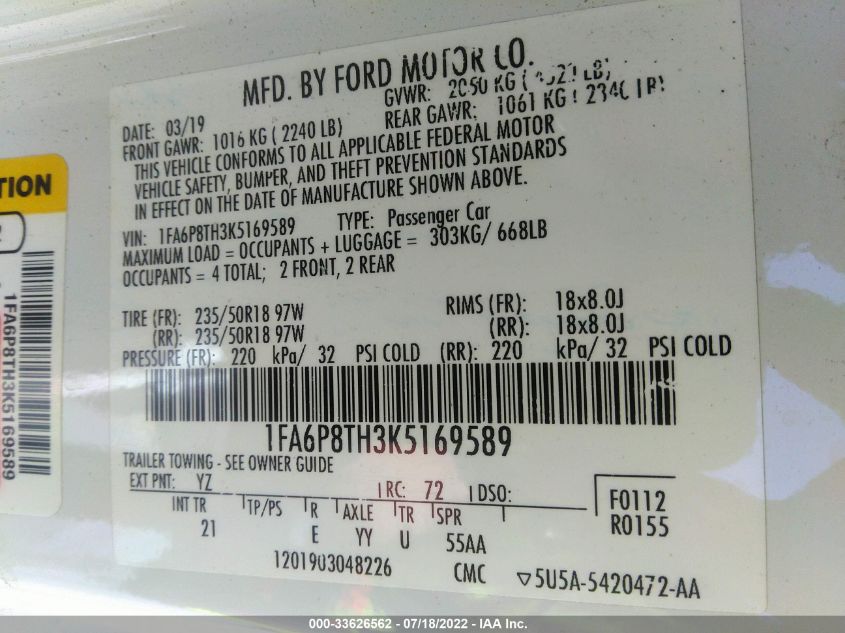 MFD. BY FORD MOTOR CO.
DATE: 03/19 GVWR: 2050 KG
FRONT GAWR: 1016 KG ( 2240 LB) REAR GAWR: 1061 KG ( 2340 LB)
THIS VEHICLE CONFORMS TO ALL APPLICABLE FEDERAL MOTOR
VEHICLE SAFETY, BUMPER, AND THEFT PREVENTION STANDARDS
IN EFFECT ON THE DATE OF MANUFACTURE SHOWN ABOVE.
VIN: 1FA6P8TH3K5169589 TYPE: Passenger Car
MAXIMUM LOAD = OCCUPANTS + LUGGAGE = 303KG/ 668LB
OCCUPANTS = 4 TOTAL; 2 FRONT, 2 REAR
TIRE (FR): 235/50R18 97W RIMS (FR): 18x8.0J
(RR): 235/50R18 97W (RR): 18x8.0J
PRESSURE (FR): 220 kPa/ 32 PSI COLD (RR): 220 kPa/ 32 PSI COLD
1FA6P8TH3K5169589
TRAILER TOWING - SEE OWNER GUIDE
EXT PNT: YZ RC: 72 DSO:
INT TR TP/PS R AXLE TR SPR
21 E YY U 55AA
F0112
R0155
1201903048226 CMC 5U5A-5420472-AA
TION
1FA6P8TH3K5169589
000-33626562 - 07/18/2022 - IAA Inc.